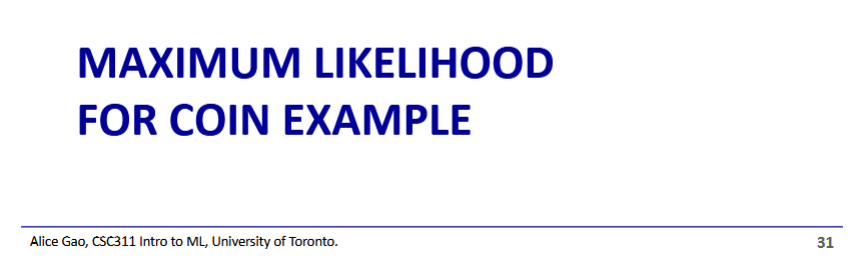 MAXIMUM LIKELIHOOD
FOR COIN EXAMPLE
Alice Gao, CSC311 Intro to ML, University of Toronto.
31